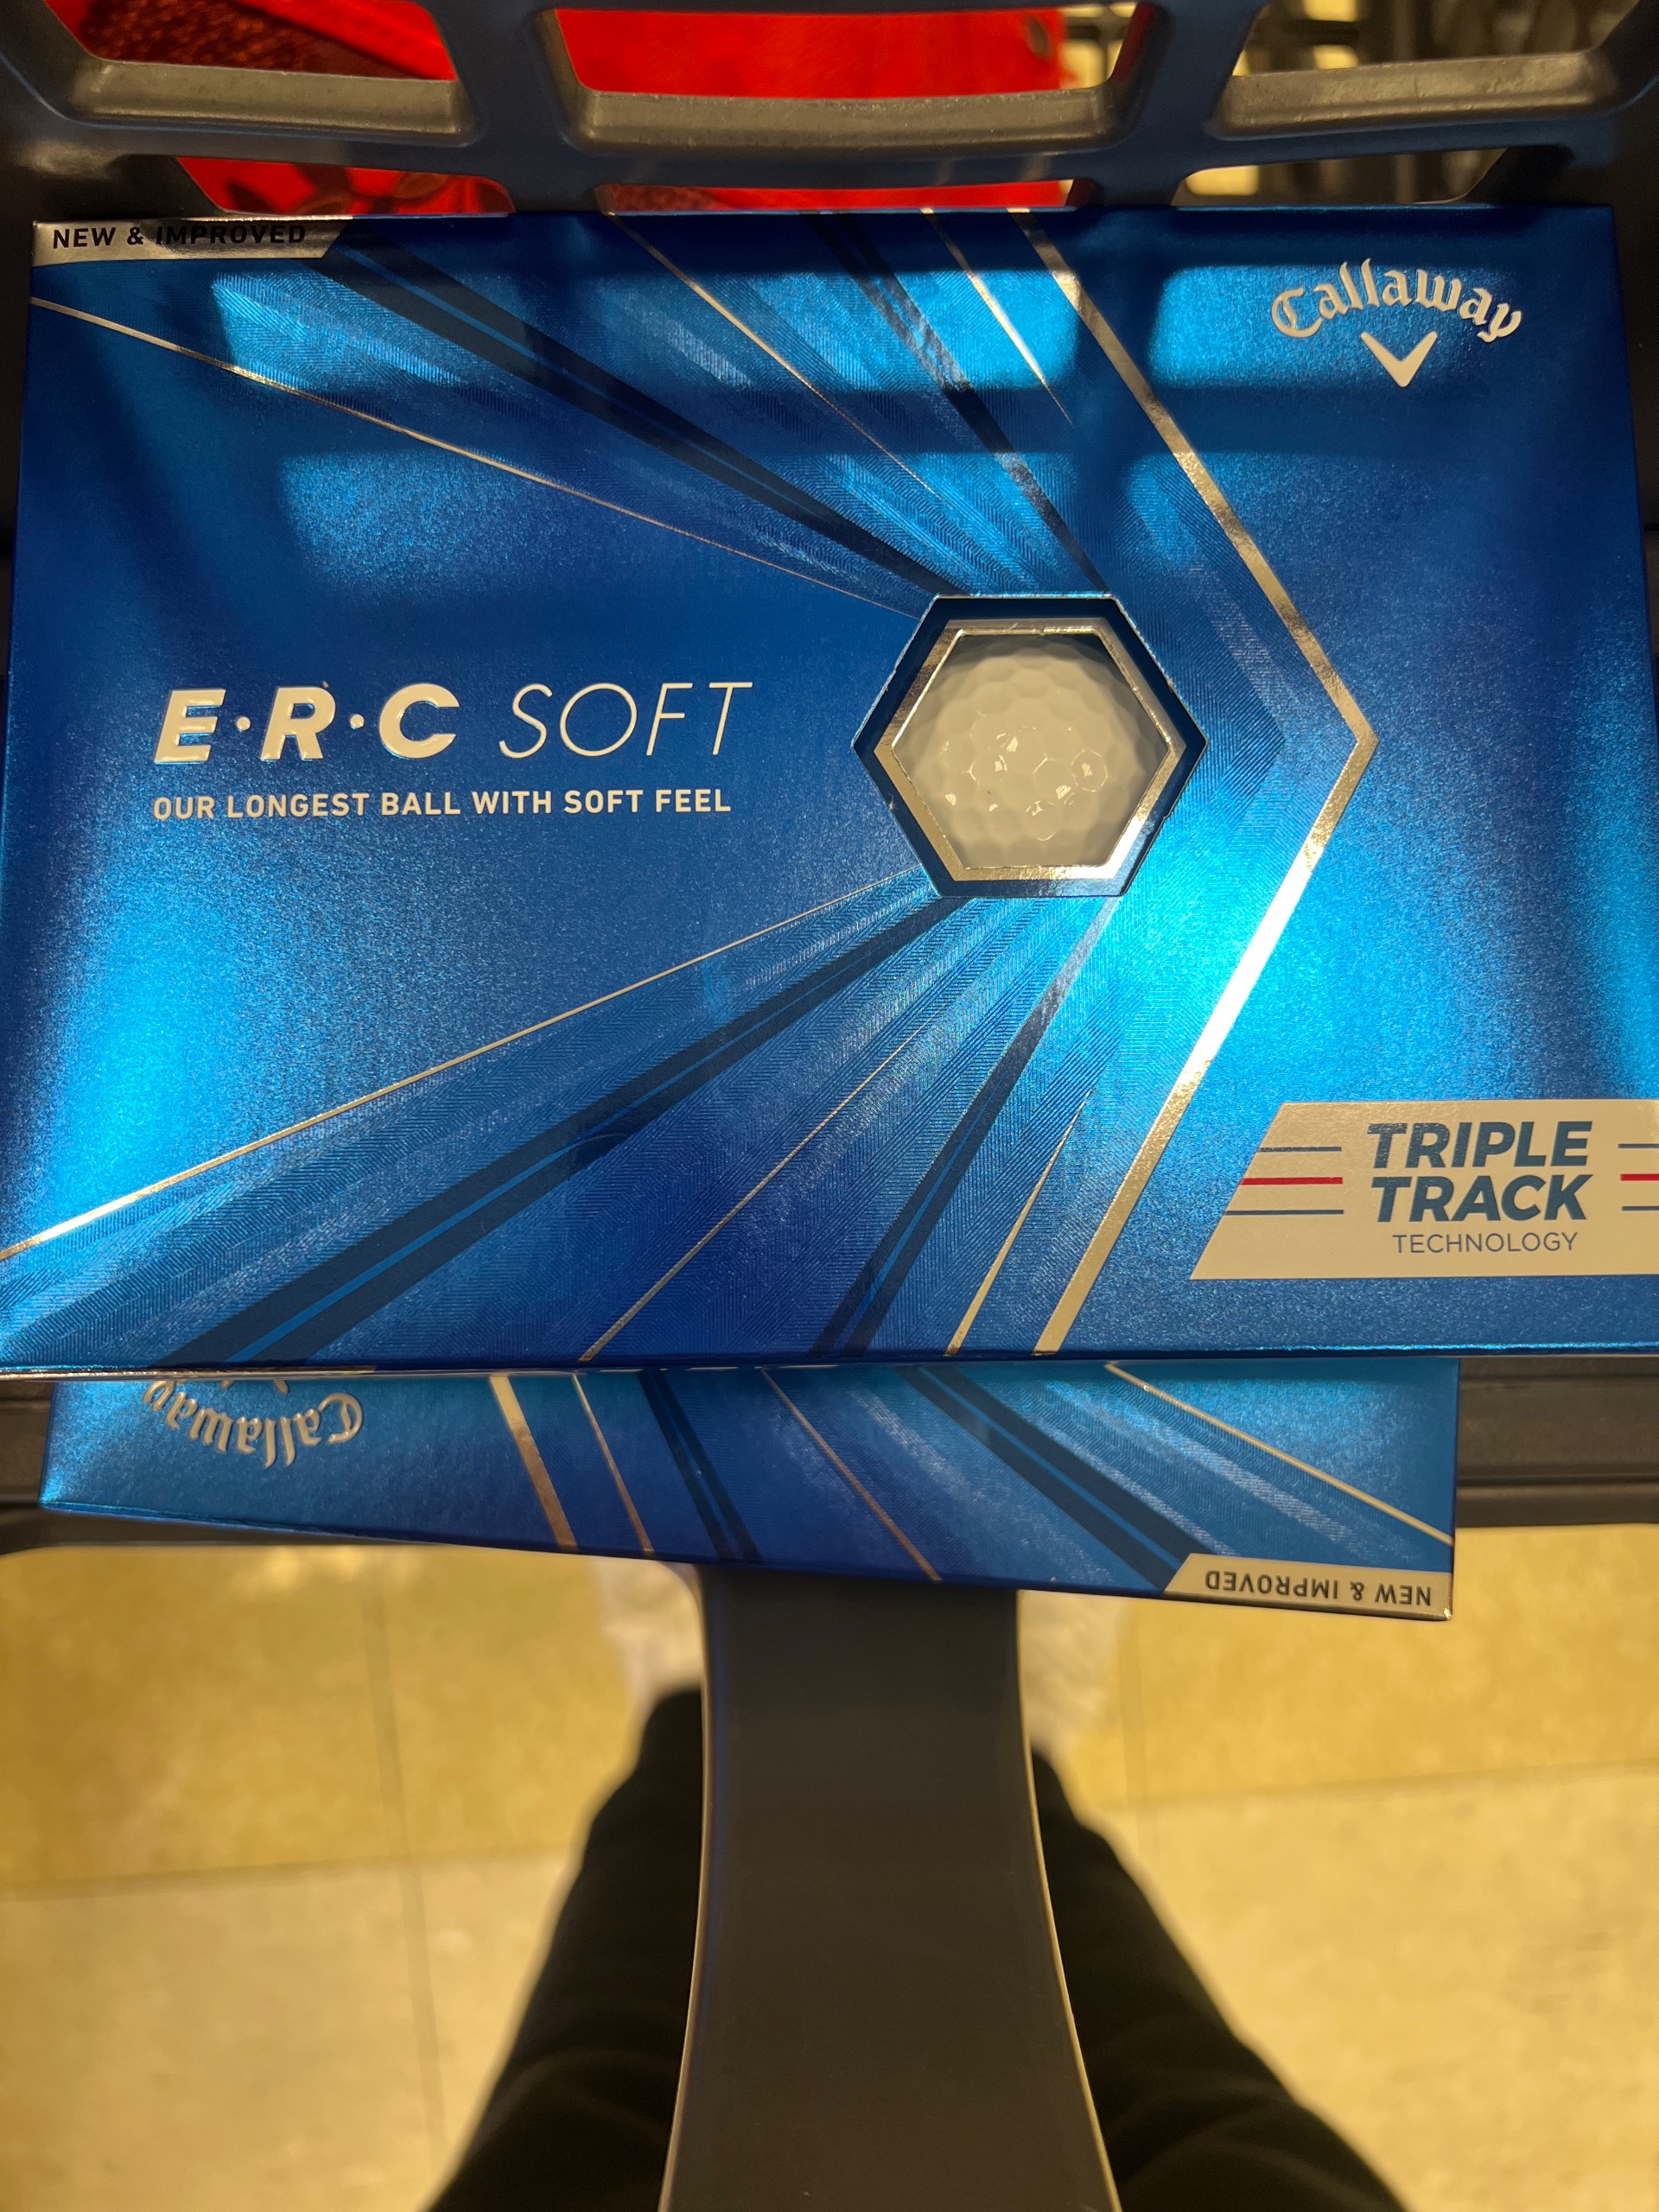 NEW & IMPROVED
Callaway
E·R·C SOFT
OUR LONGEST BALL WITH SOFT FEEL
TRIPLE
TRACK
TECHNOLOGY
Callaway
NEW & IMPROVED